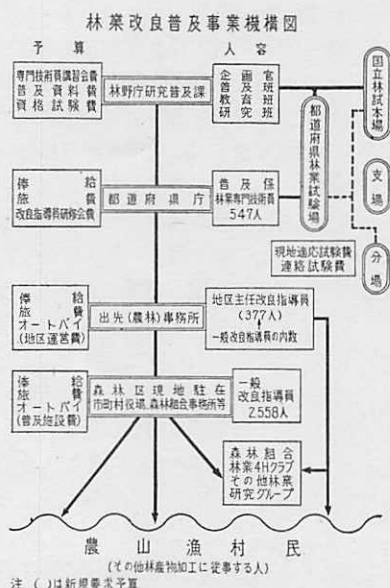 林業改良普及事業機構図
予算
人容
専門技術員講習会費
普及資料費
資格試験費
林野庁研究普及課
企画官
普及班
教育班
研究班
国立林試本場
都道府県林業試験場
支場
分場
俸給
旅費
改良指導員研修会費
都道府県庁
普及係
林業専門技術員
547人
現地適応試験費
連絡試験費
俸給
旅費
オートバイ
(地区運営費)
出先(農林)事務所
地区主任改良指導員
(377人)
一般改良指導員の内数
俸給
旅費
オートバイ
(普及施設費)
森林区現地駐在
市町村役場、森林組合事務所等
一般
改良指導員
2,558人
森林組合
林業4Hクラブ
その他林業
研究グループ
農山漁村民
(その他林産物加工に従事する人)
注 ( )は新規要求予算